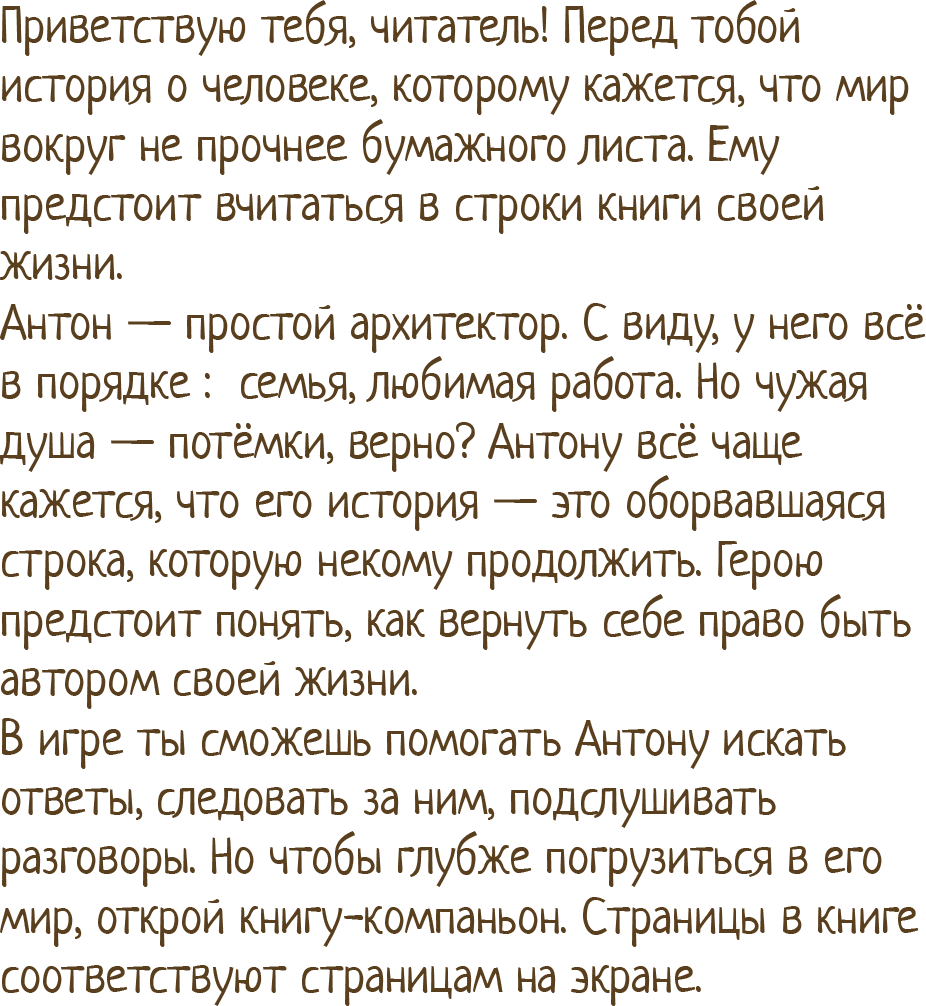 Приветствую тебя, читатель! Перед тобой
история о человеке, которому кажется, что мир
вокруг не прочнее бумажного листа. Ему
предстоит вчитаться в строки книги своей
жизни.
Антон — простой архитектор. С виду, у него всё
в порядке :  семья, любимая работа. Но чужая
душа — потёмки, верно? Антону всё чаще
кажется, что его история — это оборвавшаяся
строка, которую некому продолжить. Герою
предстоит понять, как вернуть себе право быть
автором своей жизни.
В игре ты сможешь помогать Антону искать
ответы, следовать за ним, подслушивать
разговоры. Но чтобы глубже погрузиться в его
мир, открой книгу-компаньон. Страницы в книге
соответствуют страницам на экране.